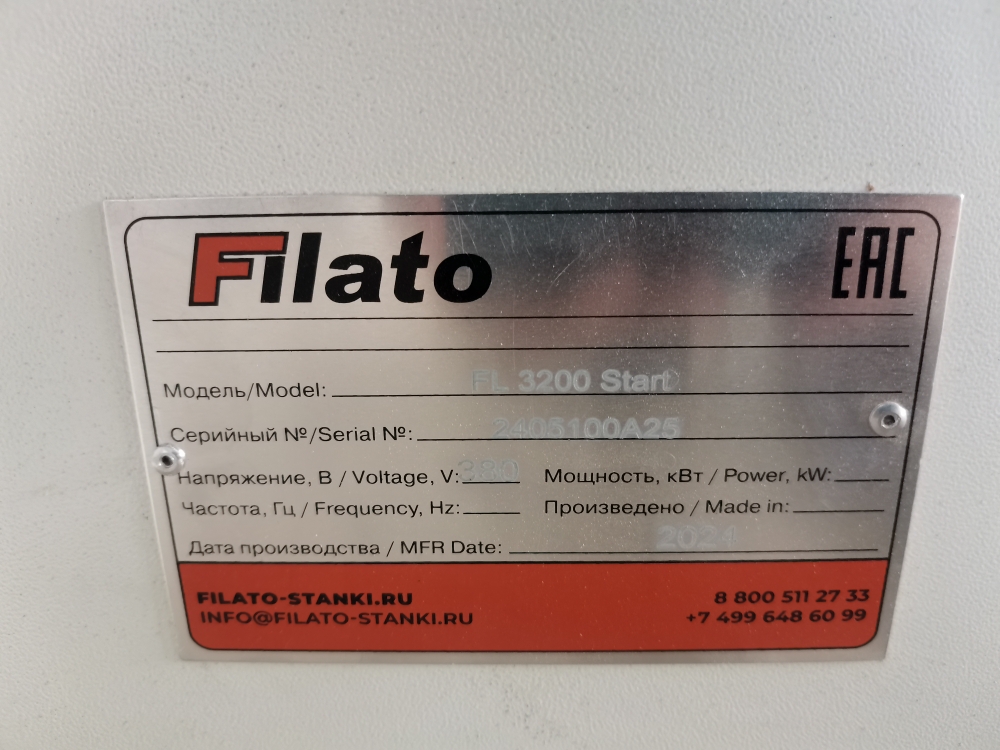 Filato
EAC
Модель/Model: FL 3200 Start
Серийный №/Serial №: 2405100A25
Напряжение, В / Voltage, V: 380 Мощность, кВт / Power, kW:
Частота, Гц / Frequency, Hz: Произведено / Made in:
Дата производства / MFR Date: 2024
FILATO-STANKI.RU 8 800 511 27 33
INFO@FILATO-STANKI.RU +7 499 648 60 99